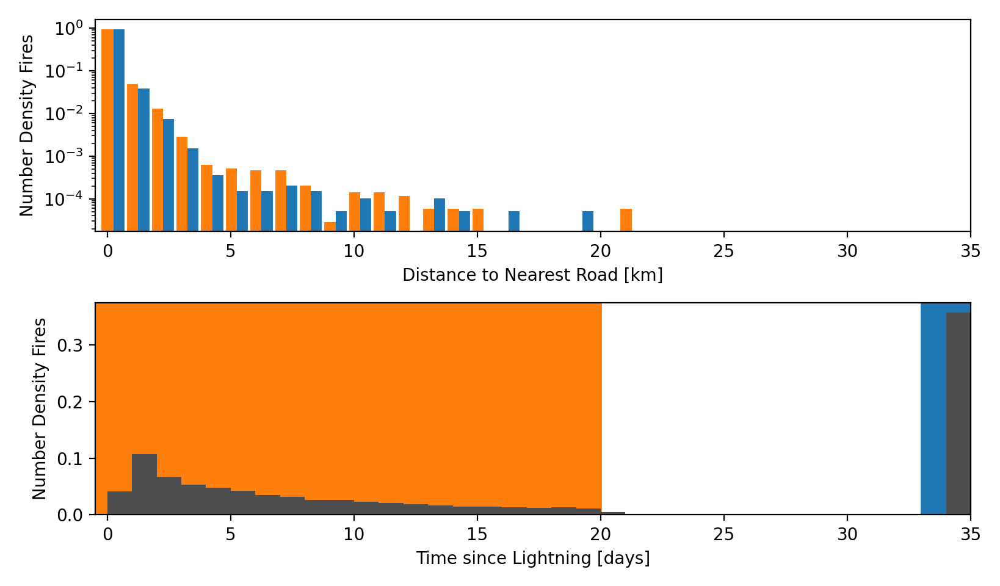 Number Density Fires
10⁰
10⁻¹
10⁻²
10⁻³
10⁻⁴
0 5 10 15 20 25 30 35
Distance to Nearest Road [km]
Number Density Fires
0.3
0.2
0.1
0.0
0 5 10 15 20 25 30 35
Time since Lightning [days]